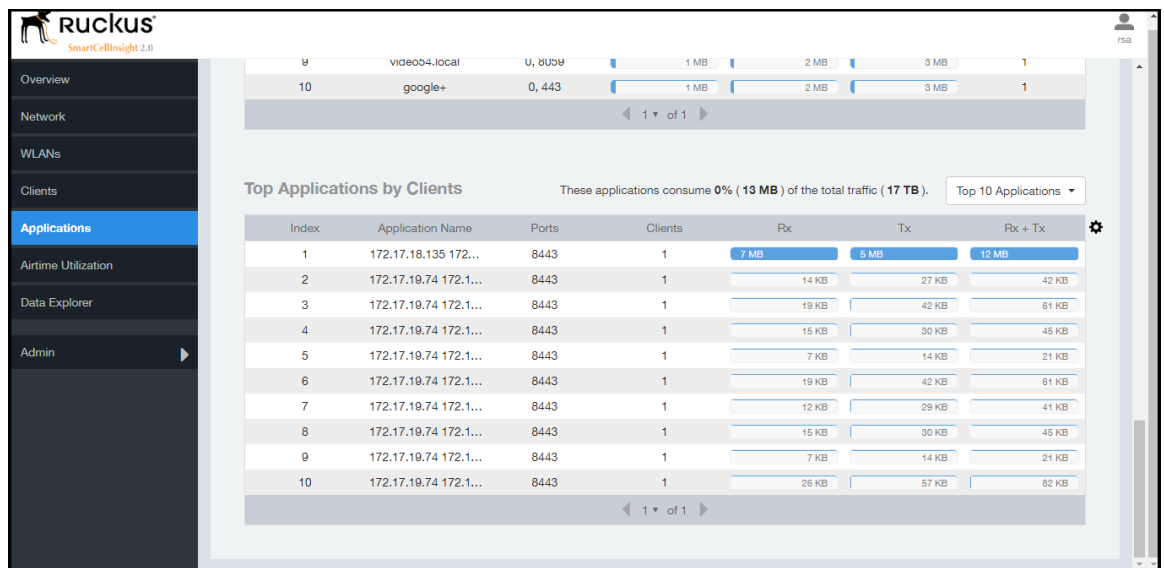 Ruckus
SmartCellInsight 2.0
rsa
Overview
Network
WLANs
Clients
Applications
Airtime Utilization
Data Explorer
Admin
9 video54.local 0, 8059 1 MB 2 MB 3 MB 1
10 google+ 0, 443 1 MB 2 MB 3 MB 1
1 of 1
Top Applications by Clients These applications consume 0% ( 13 MB ) of the total traffic ( 17 TB ). Top 10 Applications
Index Application Name Ports Clients Rx Tx Rx + Tx
1 172.17.18.135 172... 8443 1 7 MB 5 MB 12 MB
2 172.17.19.74 172.1... 8443 1 14 KB 27 KB 42 KB
3 172.17.19.74 172.1... 8443 1 19 KB 42 KB 61 KB
4 172.17.19.74 172.1... 8443 1 15 KB 30 KB 45 KB
5 172.17.19.74 172.1... 8443 1 7 KB 14 KB 21 KB
6 172.17.19.74 172.1... 8443 1 19 KB 42 KB 61 KB
7 172.17.19.74 172.1... 8443 1 12 KB 29 KB 41 KB
8 172.17.19.74 172.1... 8443 1 15 KB 30 KB 45 KB
9 172.17.19.74 172.1... 8443 1 7 KB 14 KB 21 KB
10 172.17.19.74 172.1... 8443 1 26 KB 57 KB 82 KB
1 of 1